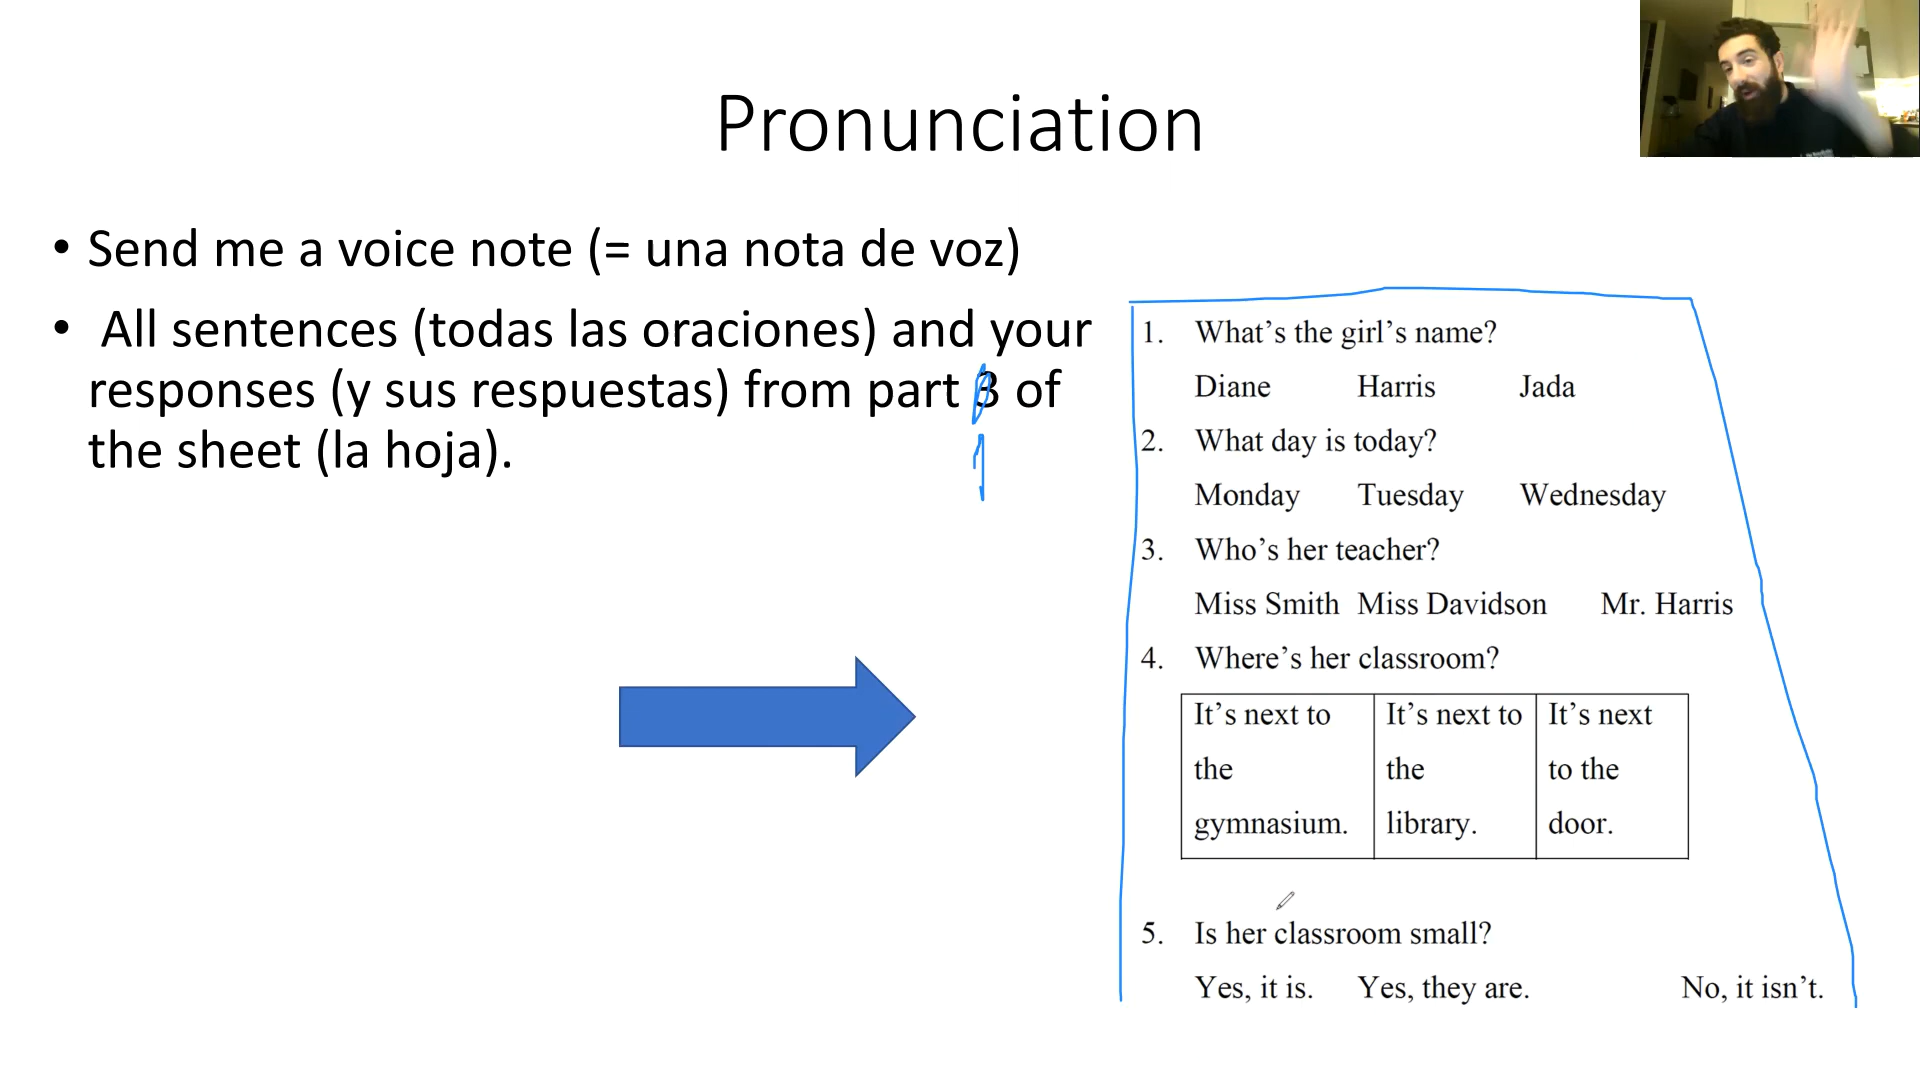 Pronunciation
• Send me a voice note (= una nota de voz)
• All sentences (todas las oraciones) and your
responses (y sus respuestas) from part 3 of
the sheet (la hoja).
1
1. What's the girl's name?
Diane Harris Jada
2. What day is today?
Monday Tuesday Wednesday
3. Who's her teacher?
Miss Smith Miss Davidson Mr. Harris
4. Where's her classroom?
It's next to the gymnasium.
It's next to the library.
It's next to the door.
5. Is her classroom small?
Yes, it is. Yes, they are. No, it isn't.